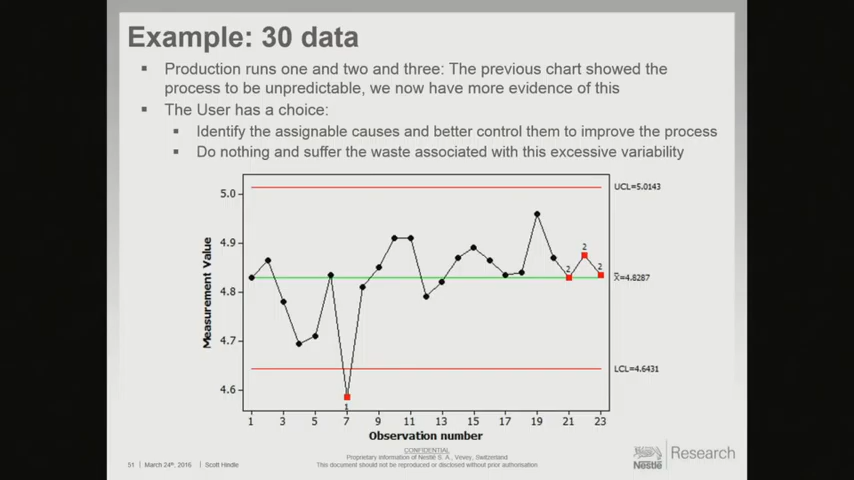 Example: 30 data
▪ Production runs one and two and three: The previous chart showed the
process to be unpredictable, we now have more evidence of this
▪ The User has a choice:
▪ Identify the assignable causes and better control them to improve the process
▪ Do nothing and suffer the waste associated with this excessive variability
UCL=5.0143
5.0
4.9
2
2
2
X̄=4.8287
4.8
4.7
LCL=4.6431
4.6
1
Measurement Value
1 3 5 7 9 11 13 15 17 19 21 23
Observation number
CONFIDENTIAL
Proprietary information of Nestlé S. A., Vevey, Switzerland
This document should not be reproduced or disclosed without prior authorisation.
51 March 24th, 2016 Scott Hindle
Nestlé Research